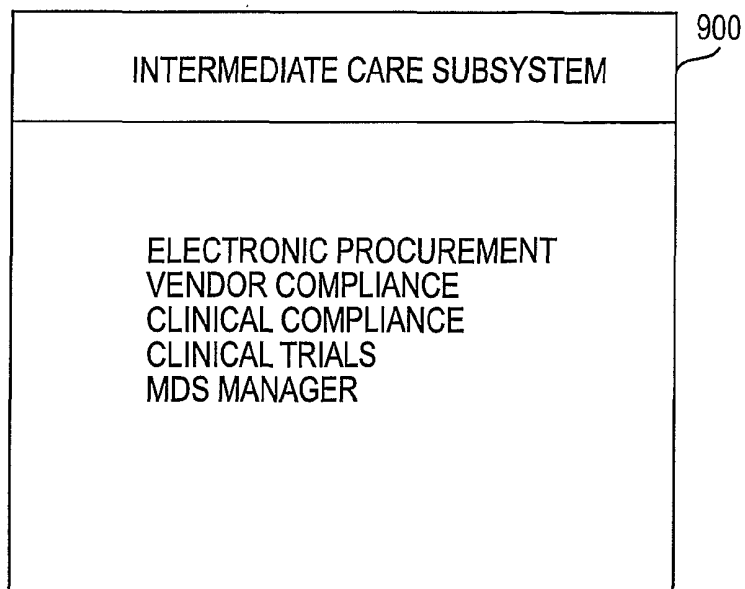 900
INTERMEDIATE CARE SUBSYSTEM
ELECTRONIC PROCUREMENT
VENDOR COMPLIANCE
CLINICAL COMPLIANCE
CLINICAL TRIALS
MDS MANAGER